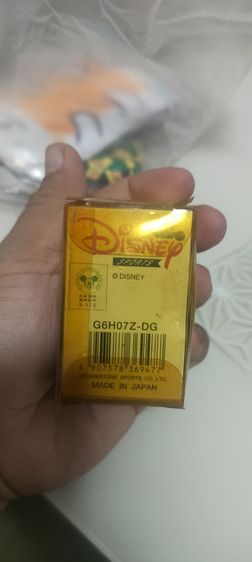 Disney
SPORTS
© DISNEY
G6H07Z-DG
4 907578 369477
BRIDGESTONE SPORTS CO.,LTD.
MADE IN JAPAN